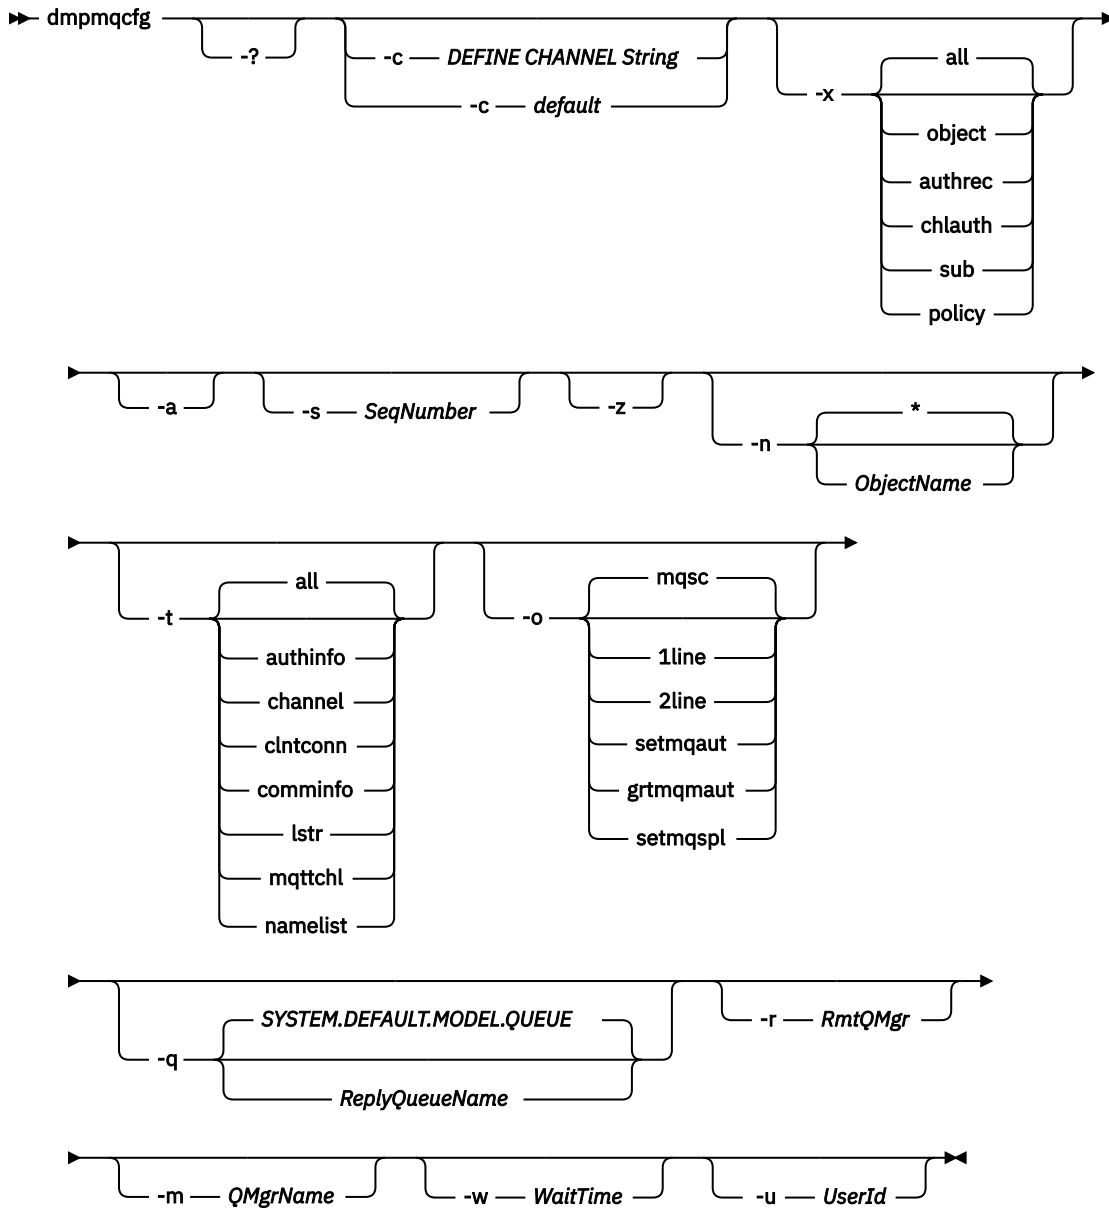 dmpmqcfg
-?
-c DEFINE CHANNEL String
-c default
-x
all
object
authrec
chlauth
sub
policy
-a
-s SeqNumber
-z
-n
*
ObjectName
-t
all
authinfo
channel
clntconn
comminfo
lstr
mqttchl
namelist
-o
mqsc
1line
2line
setmqaut
grtmqmaut
setmqspl
-q
SYSTEM.DEFAULT.MODEL.QUEUE
ReplyQueueName
-r RmtQMgr
-m QMgrName
-w WaitTime
-u UserId